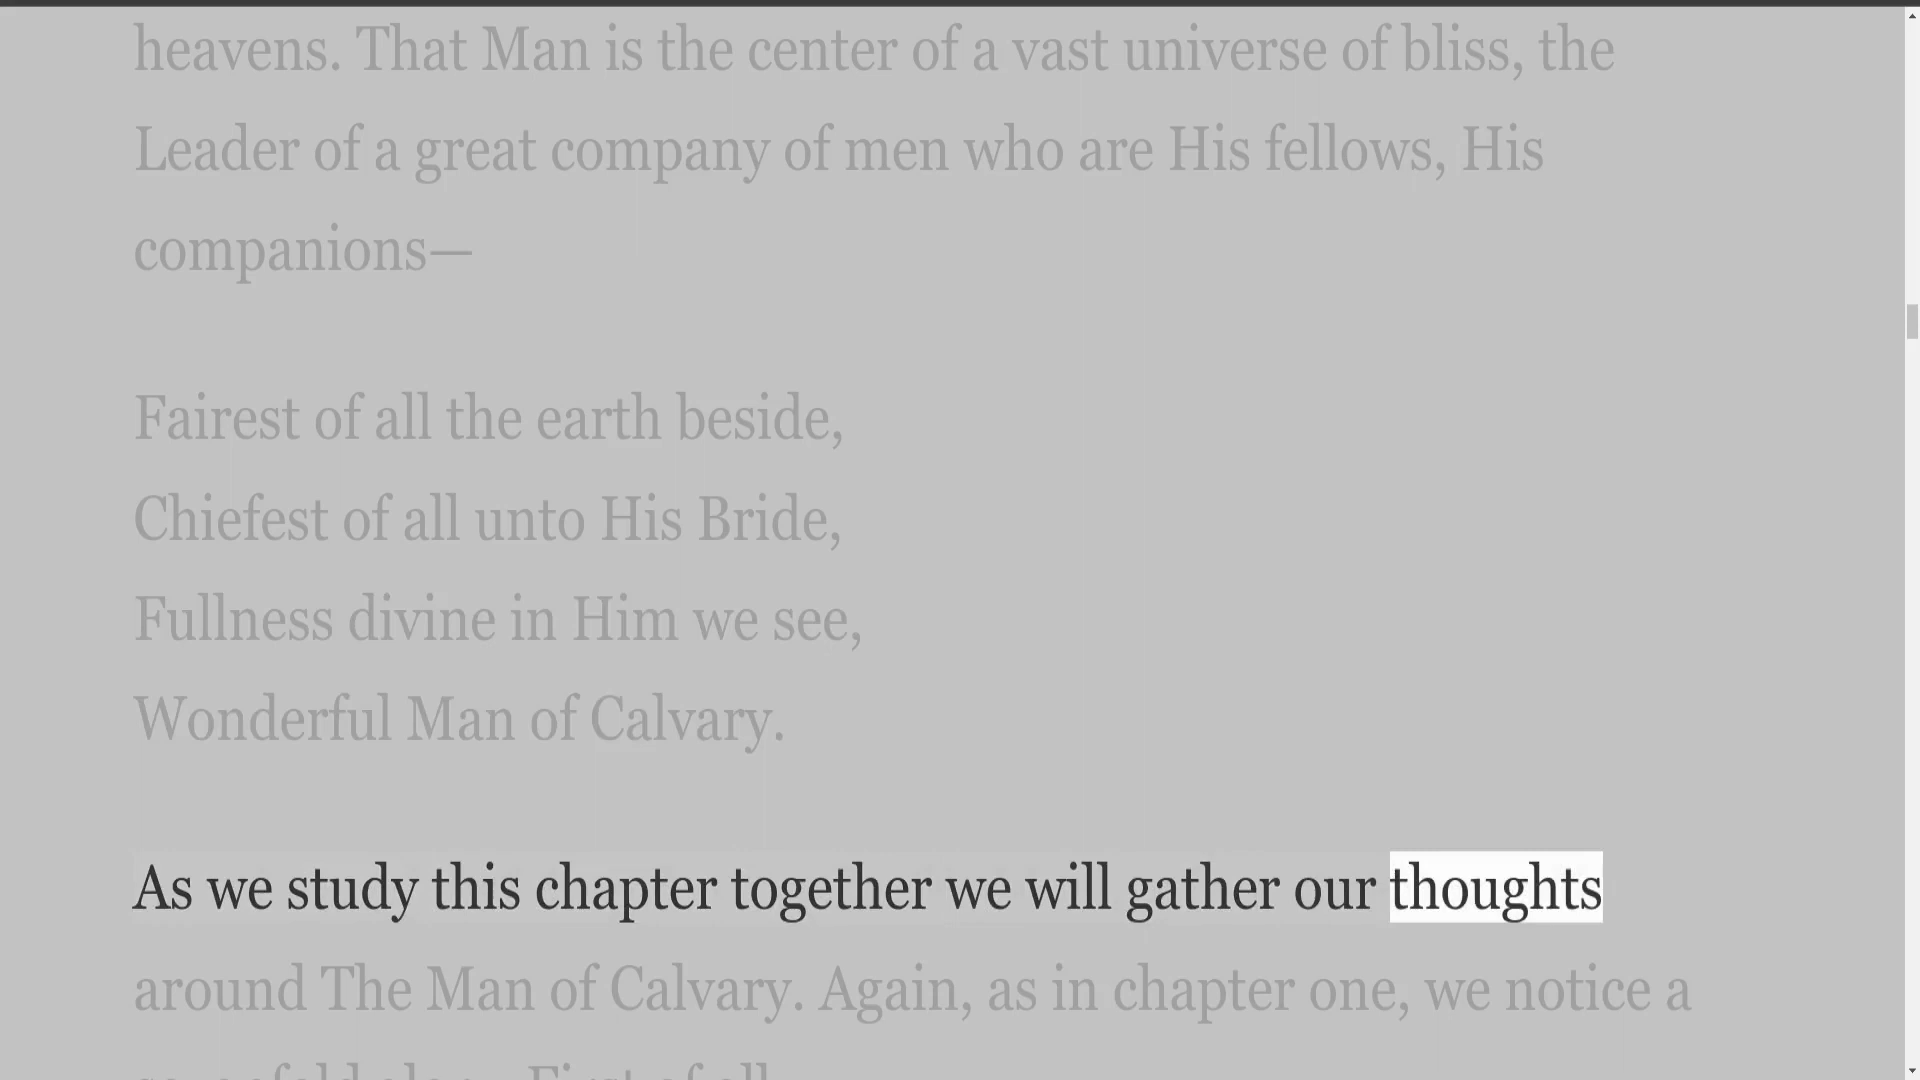 heavens. That Man is the center of a vast universe of bliss, the
Leader of a great company of men who are His fellows, His
companions—
Fairest of all the earth beside,
Chiefest of all unto His Bride,
Fullness divine in Him we see,
Wonderful Man of Calvary.
As we study this chapter together we will gather our thoughts
around The Man of Calvary. Again, as in chapter one, we notice a
First of all